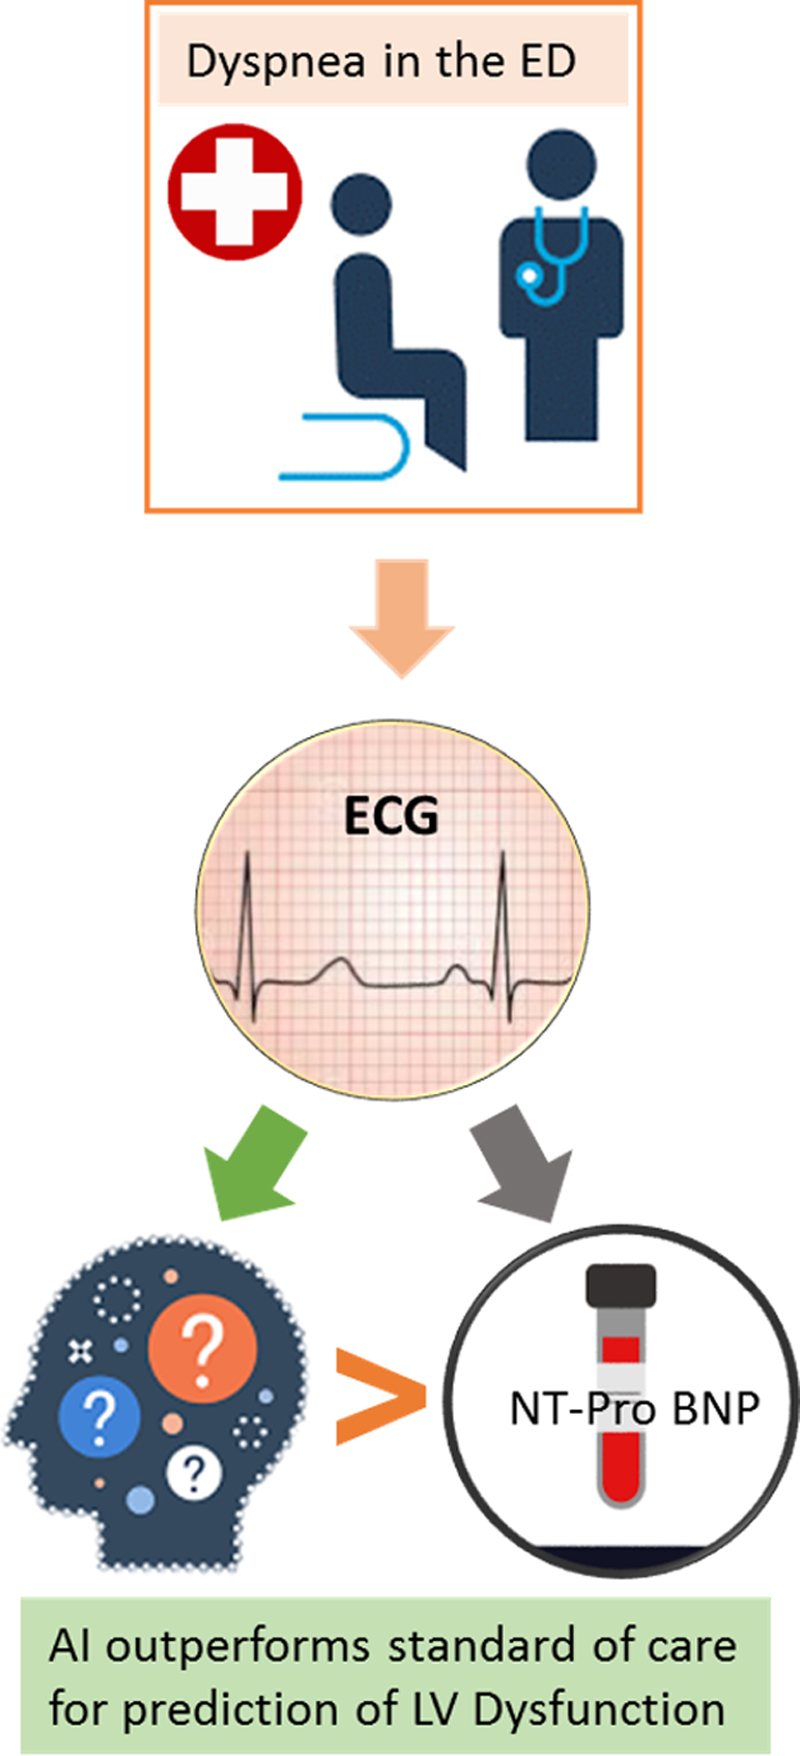 Dyspnea in the ED
ECG
?
?
?
>
NT-Pro BNP
AI outperforms standard of care
for prediction of LV Dysfunction